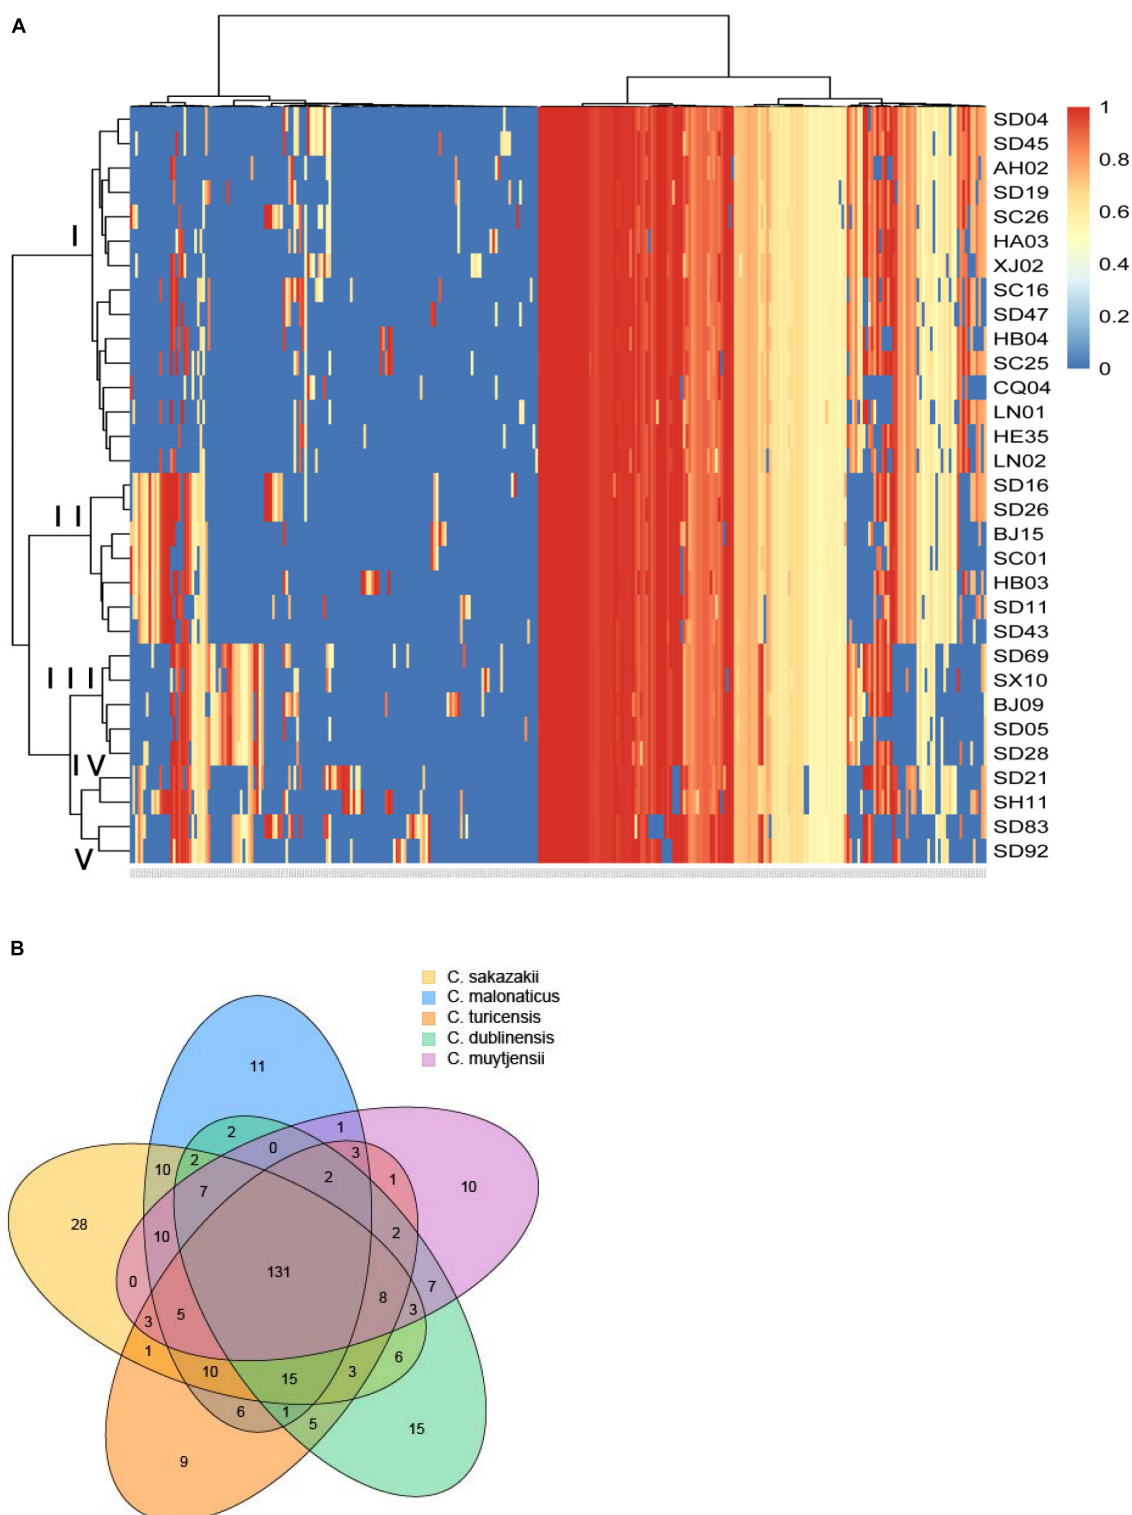 A
1
0.8
0.6
0.4
0.2
0
SD04
SD45
AH02
SD19
SC26
HA03
XJ02
SC16
SD47
HB04
SC25
CQ04
LN01
HE35
LN02
SD16
SD26
BJ15
SC01
HB03
SD11
SD43
SD69
SX10
BJ09
SD05
SD28
SD21
SH11
SD83
SD92
I
I I
I I I
I V
V
B
C. sakazakii
C. malonaticus
C. turicensis
C. dublinensis
C. muytjensii
11
2
1
0
3
10
2
7
2
1
10
28
10
2
131
0
7
8
3
5
3
1
6
10
15
3
6
1
5
15
9